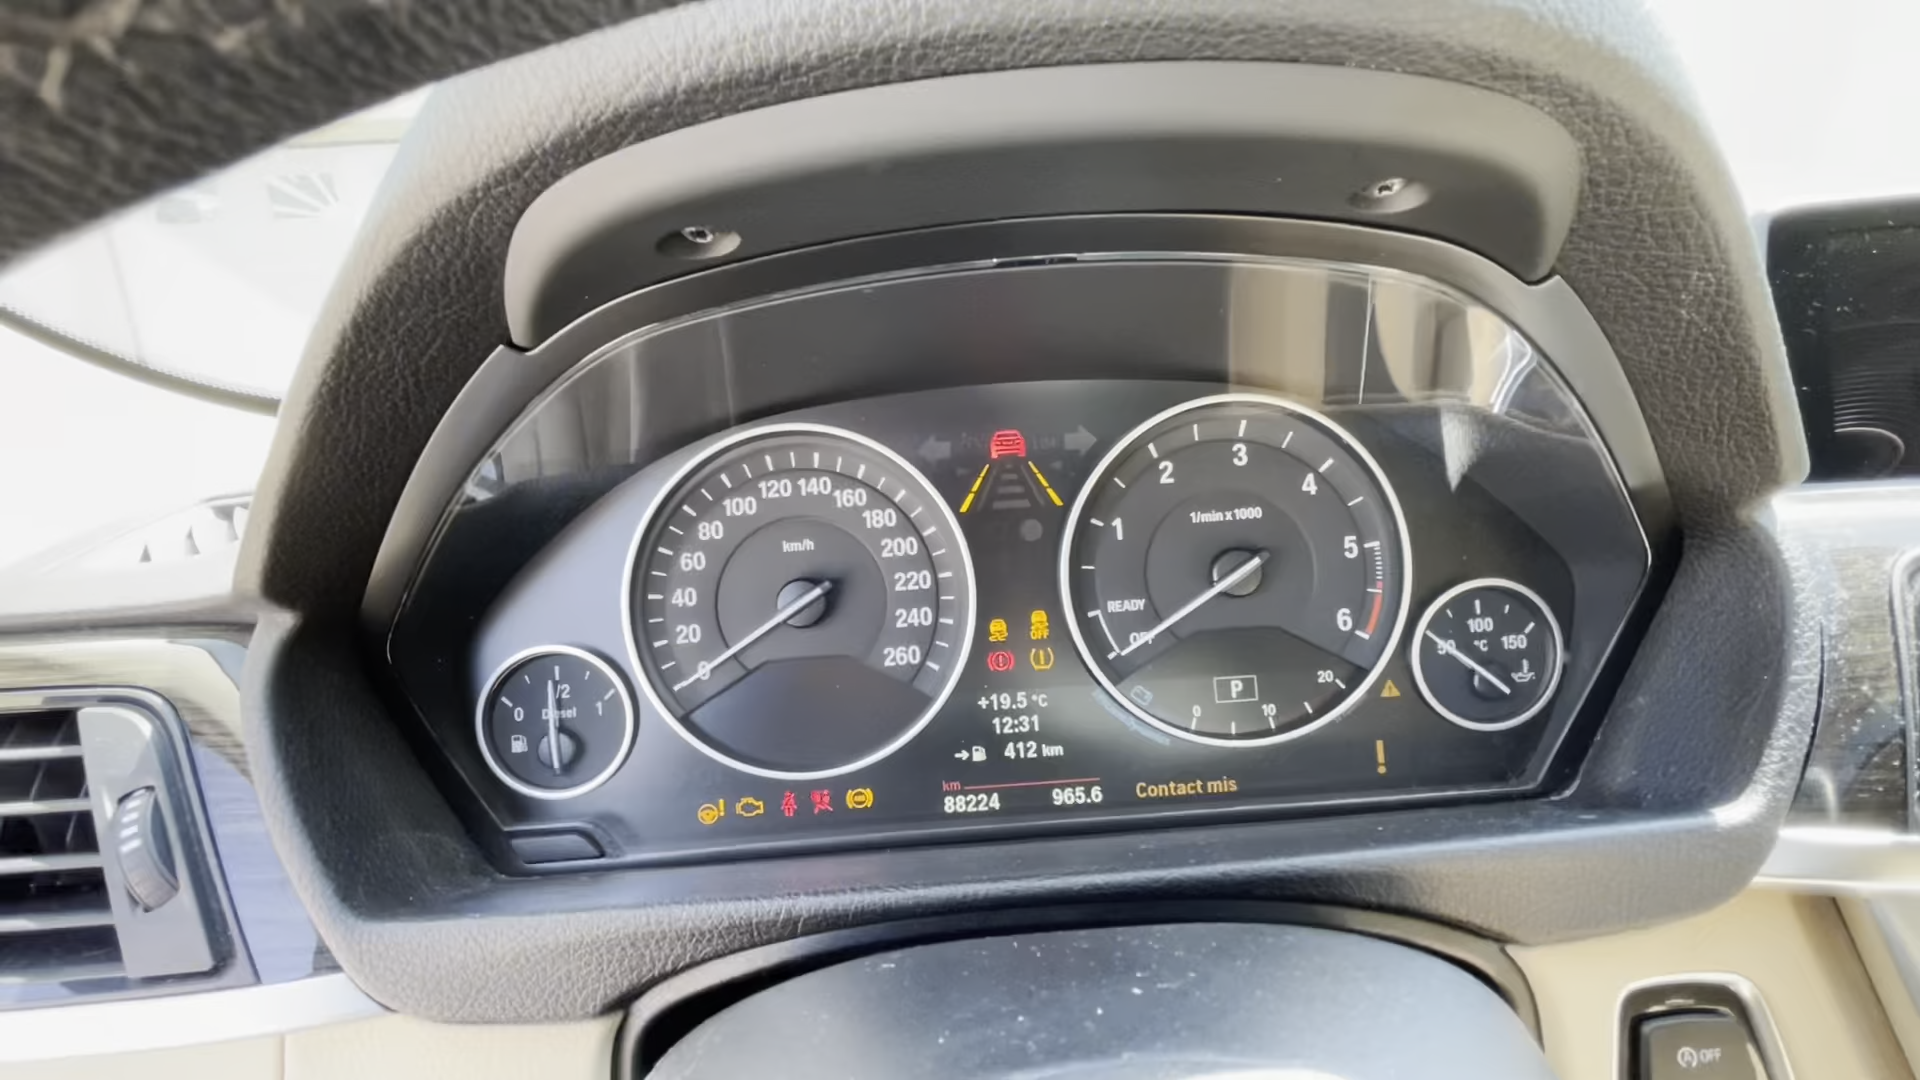 0
20
40
60
80
100
120
140
160
180
200
220
240
260
km/h
1
2
3
4
5
6
1/min x 1000
READY
OFF
P
0
10
20
0
1/2
1
Diesel
50
100
150
°C
OFF
+19.5 °C
12:31
412 km
km
88224
965.6
Contact mis
A OFF